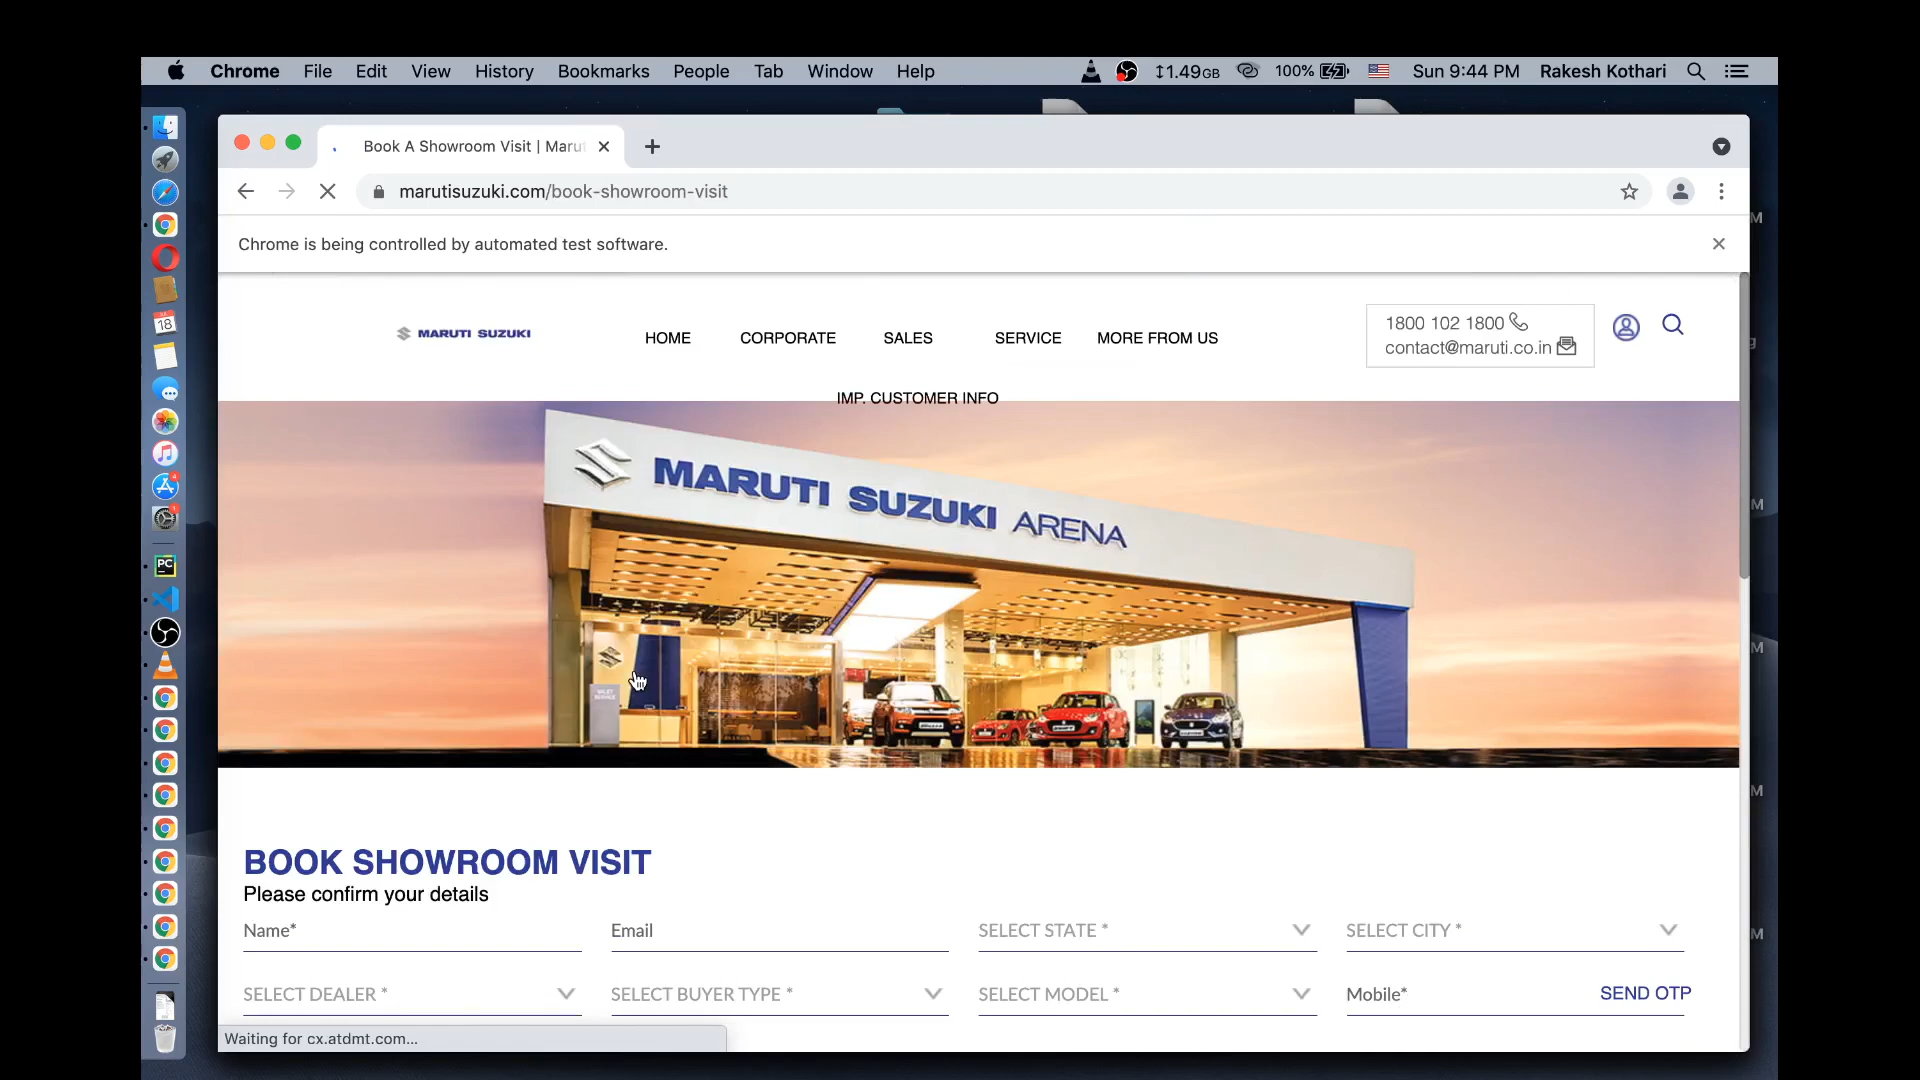 Chrome File Edit View History Bookmarks People Tab Window Help
1.49GB 100% Sun 9:44 PM Rakesh Kothari
Book A Showroom Visit | Marut
marutisuzuki.com/book-showroom-visit
Chrome is being controlled by automated test software.
MARUTI SUZUKI
HOME CORPORATE SALES SERVICE MORE FROM US
1800 102 1800
contact@maruti.co.in
IMP. CUSTOMER INFO
MARUTI SUZUKI ARENA
BOOK SHOWROOM VISIT
Please confirm your details
Name* Email SELECT STATE * SELECT CITY *
SELECT DEALER * SELECT BUYER TYPE * SELECT MODEL * Mobile* SEND OTP
Waiting for cx.atdmt.com...
18
PC